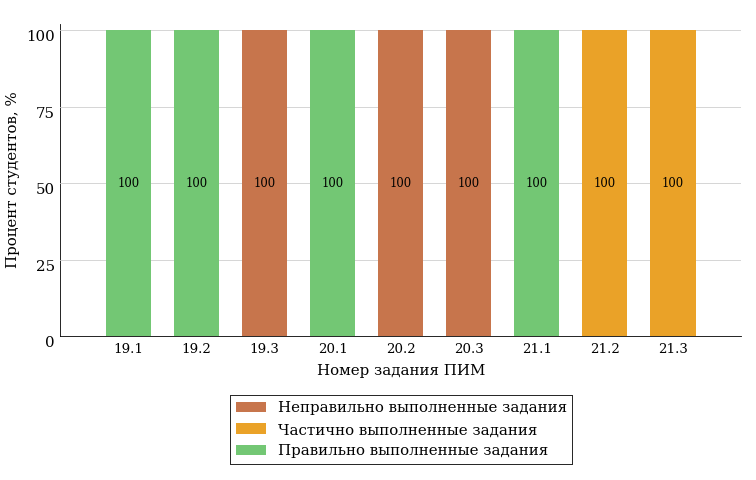 100
75
50
25
0
Процент студентов, %
100 100 100 100 100 100 100 100 100
19.1 19.2 19.3 20.1 20.2 20.3 21.1 21.2 21.3
Номер задания ПИМ
Неправильно выполненные задания
Частично выполненные задания
Правильно выполненные задания